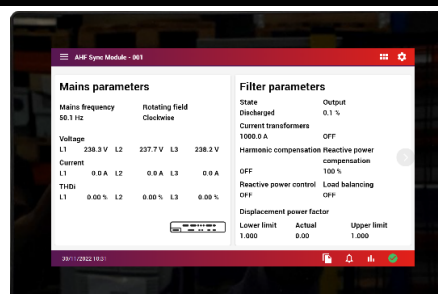 AHF Sync Module - 001
Mains parameters
Mains frequency Rotating field
50.1 Hz Clockwise
Voltage
L1 238.3 V L2 237.7 V L3 238.2 V
Current
L1 0.0 A L2 0.0 A L3 0.0 A
THDi
L1 0.00 % L2 0.00 % L3 0.00 %
Filter parameters
State Output
Discharged 0.1 %
Current transformers
1000.0 A OFF
Harmonic compensation Reactive power
compensation
OFF 100 %
Reactive power control Load balancing
OFF OFF
Displacement power factor
Lower limit Actual Upper limit
1.000 0.00 1.000
30/11/2022 10:31